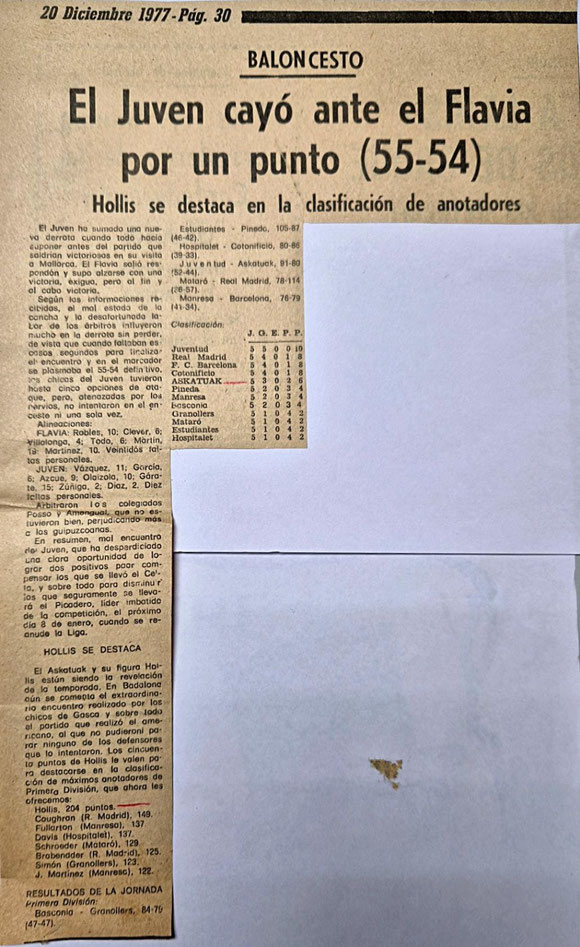 20 Diciembre 1977-Pág. 30
BALONCESTO
El Juven cayó ante el Flavia
por un punto (55-54)
Hollis se destaca en la clasificación de anotadores
El Juven ha sumado una nue-
va derrota cuando todo hacía
suponer antes del partido que
saldrían victoriosas en su visita
a Mallorca. El Flavia salió res-
pondón y supo alzarse con una
victoria, exigua, pero al fin y
al cabo victoria.
Según las informaciones re-
cibidas, el mal estado de la
cancha y la desafortunada la-
bor de los árbitros influyeron
mucho en la derrota sin perder,
de vista que cuando faltaban es-
casos segundos para finalizar
el encuentro y en el marcador
se plasmaba el 55-54 definitivo,
las chicas del Juven tuvieron
hasta cinco opciones de ata-
que, pero, atenazadas por los
nervios, no intentaron en el en-
ceste ni una sola vez.
Alineaciones:
FLAVIA: Robles, 10; Clever, 6;
Villalonga, 4; Todo, 6; Martín,
19; Martínez, 10. Veintidós fal-
tas personales.
JUVEN: Vázquez, 11; García,
6; Azcue, 9; Olaizola, 10; Gára-
te, 15; Zúñiga, 2; Díaz, 2. Diez
faltas personales.
Arbitraron los colegiados
Posso y Amengual, que no es-
tuvieron bien, perjudicando más
a las guipuzcoanas.
En resumen, mal encuentro
del Juven, que ha desperdiciado
una clara oportunidad de lo-
grar dos positivos paar com-
pensar los que se llevó el Cel-
ta, y sobre todo para disminuir
los que seguramente se lleva-
rá el Picadero, líder imbatido
de la competición, el próximo
día 8 de enero, cuando se re-
anude la Liga.
HOLLIS SE DESTACA
El Askatuak y su figura Hol-
lis están siendo la revelación
de la temporada. En Badalona
aún se comenta el extraordina-
rio encuentro realizado por los
chicos de Gasca y sobre todo
el partido que realizó el ame-
ricano, al que no pudieroni pa-
rar ninguno de los defensores
que lo intentaron. Los cincuen-
ta puntos de Hollis le valen pa-
ra destacarse en la clasifica-
ción de máximos anotadores de
Primera División, que ahora les
ofrecemos:
Hollis, 204 puntos.
Coughran (R. Madrid), 149.
Fullarton (Manresa), 137
Davis (Hospitalet), 137.
Schroeder (Mataró), 129.
Brabendder (R. Madrid), 125.
Simón (Granollers), 123.
J. Martínez (Manresa), 122.
RESULTADOS DE LA JORNADA
Primera División:
Basconia - Granollers, 84-79
(47-47).
Estudiantes - Pineda, 105-87
(46-42).
Hospitalet - Cotonificio, 80-86
(39-33).
Juventud - Askatuak, 91-80
(52-44).
Mataró - Real Madrid, 78-114
(36-57).
Manresa - Barcelona, 76-79
(41-34).
Clasificación:
J. G. E. P. P.
Juventud 5 5 0 0 10
Real Madrid 5 4 0 1 8
F. C. Barcelona 5 4 0 1 8
Cotonificio 5 4 0 1 8
ASKATUAK 5 3 0 2 6
Pineda 5 2 0 3 4
Manresa 5 2 0 3 4
Basconia 5 2 0 3 4
Granollers 5 1 0 4 2
Mataró 5 1 0 4 2
Estudiantes 5 1 0 4 2
Hospitalet 5 1 0 4 2